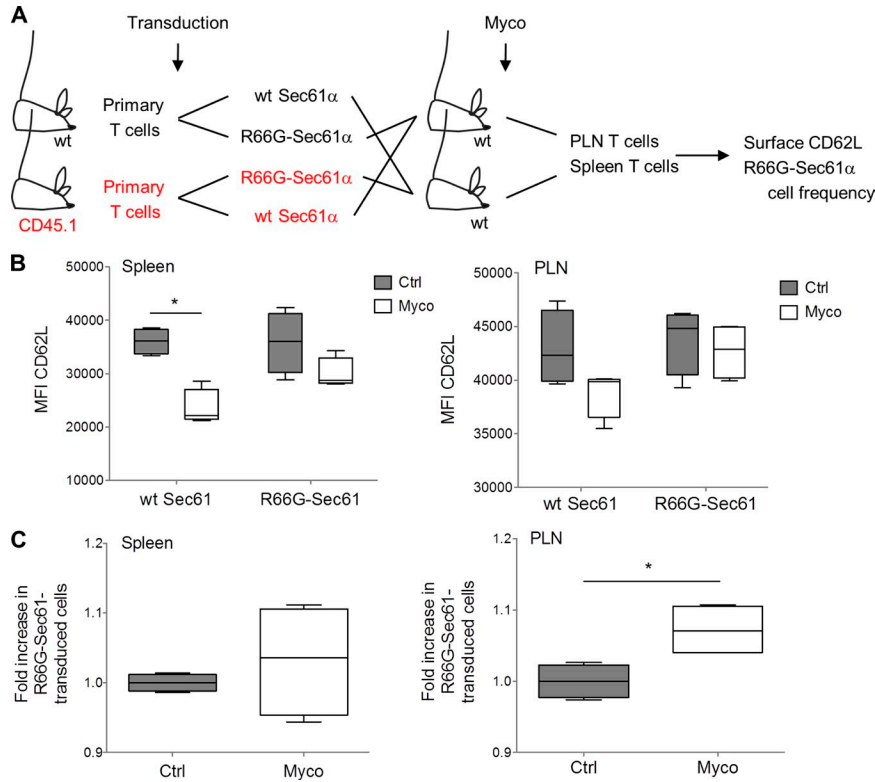 A
Transduction
Myco
Primary
T cells
wt
wt Sec61α
R66G-Sec61α
wt
PLN T cells
Spleen T cells
Surface CD62L
R66G-Sec61α
cell frequency
Primary
T cells
CD45.1
R66G-Sec61α
wt Sec61α
wt
B
Spleen
MFI CD62L
50000
40000
30000
20000
10000
*
wt Sec61
R66G-Sec61
Ctrl
Myco
PLN
MFI CD62L
50000
45000
40000
35000
30000
wt Sec61
R66G-Sec61
Ctrl
Myco
C
Spleen
Fold increase in
R66G-Sec61-
transduced cells
1.2
1.1
1.0
0.9
Ctrl
Myco
PLN
Fold increase in
R66G-Sec61-
transduced cells
1.2
1.1
1.0
0.9
*
Ctrl
Myco